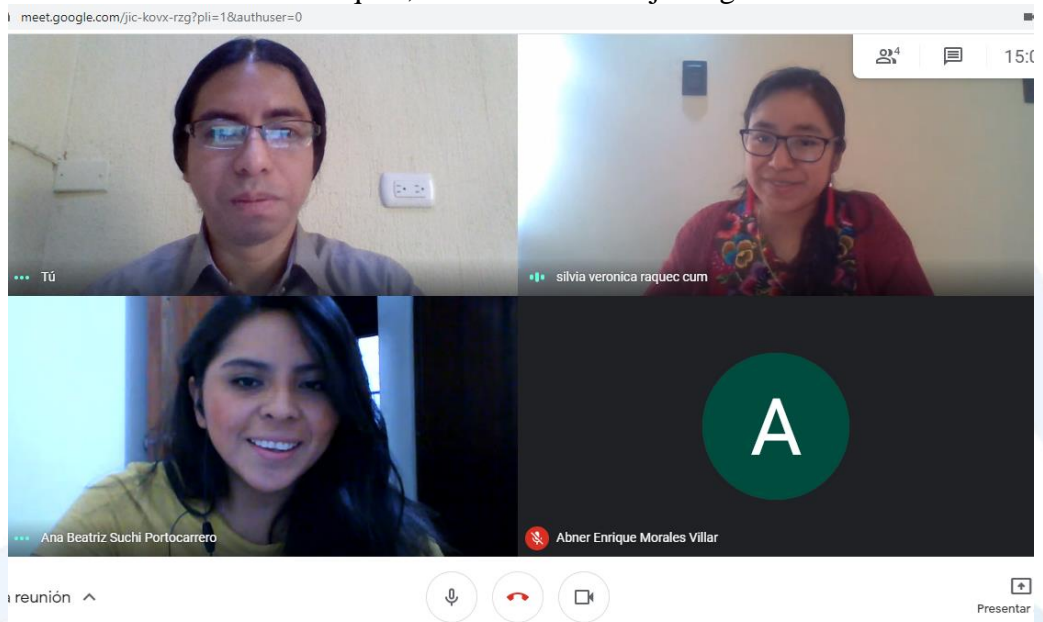 meet.google.com/jic-kovx-rzg?pli=1&authuser=0
4
15:0
Tú
silvia veronica raquec cum
A
Ana Beatriz Suchi Portocarrero
Abner Enrique Morales Villar
reunión
Presentar